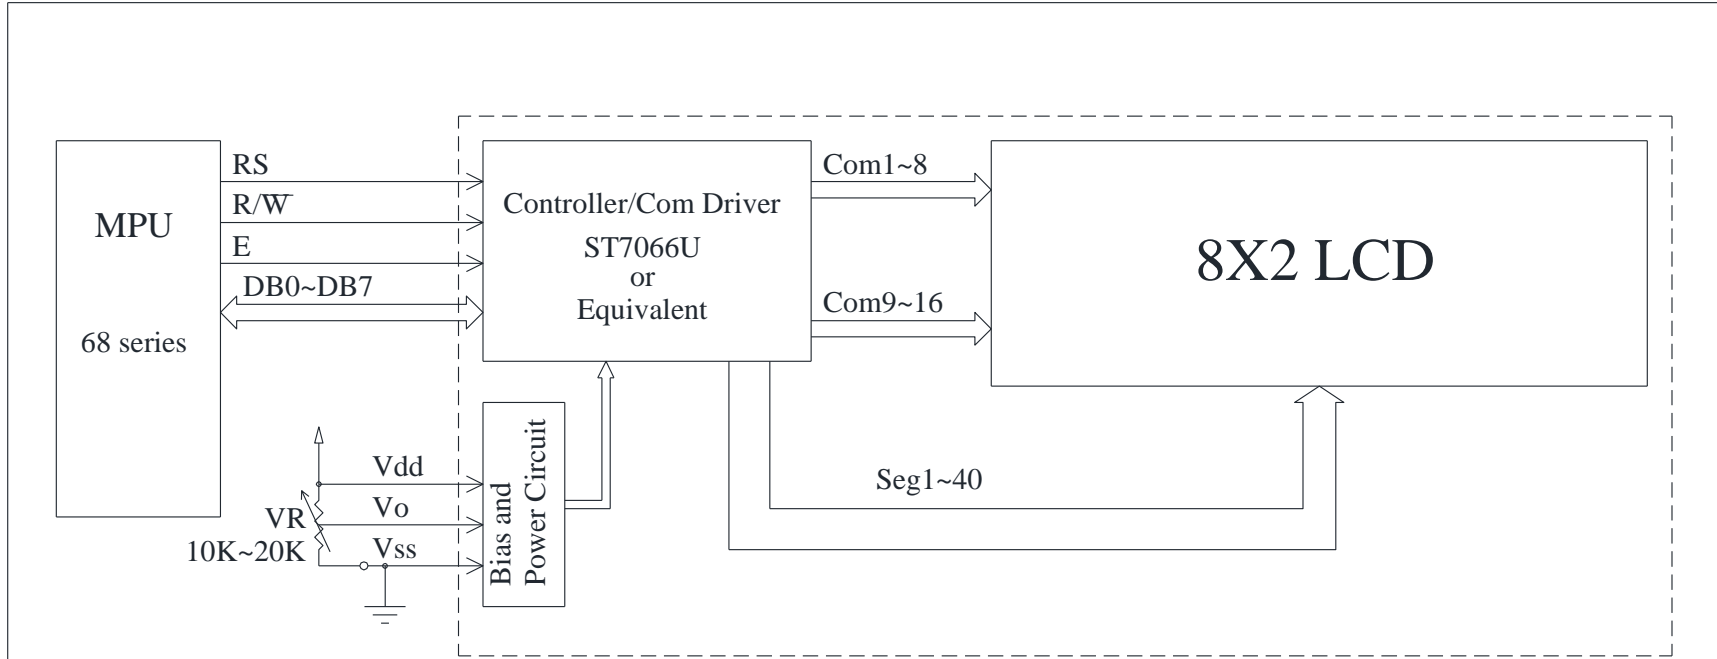 MPU
68 series
RS
R/W̅
E
DB0~DB7
Controller/Com Driver
ST7066U
or
Equivalent
Com1~8
Com9~16
8X2 LCD
Vdd
Vo
Vss
VR
10K~20K
Bias and
Power Circuit
Seg1~40